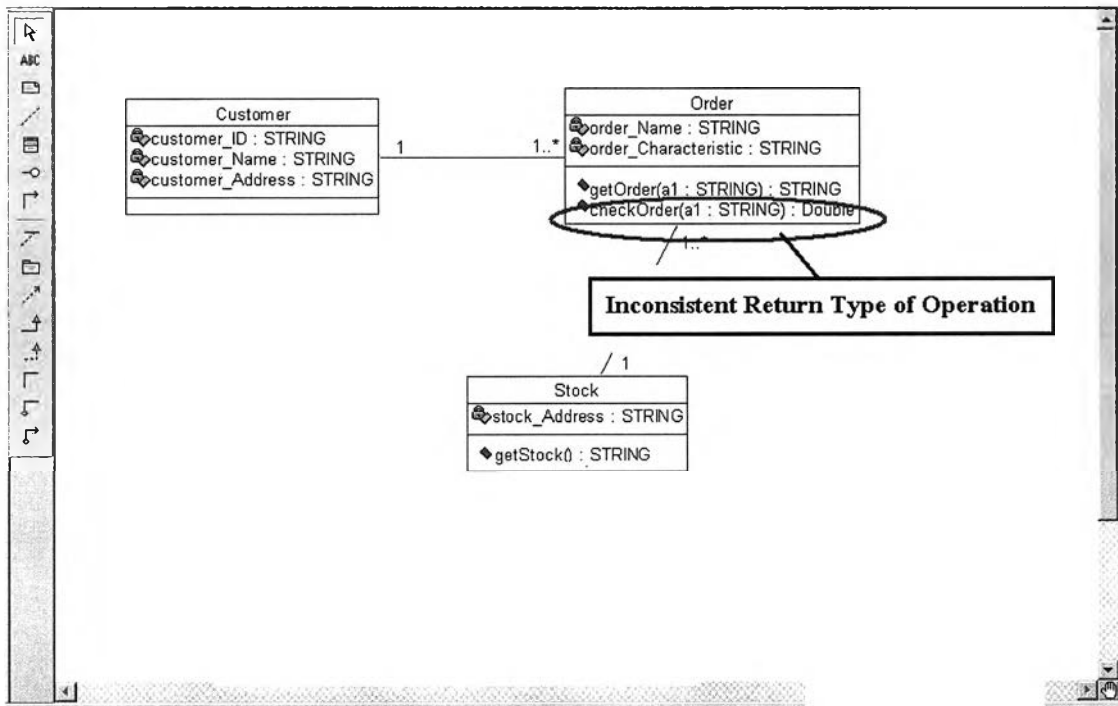 ABC
Customer
customer_ID : STRING
customer_Name : STRING
customer_Address : STRING
1
1..*
Order
order_Name : STRING
order_Characteristic : STRING
getOrder(a1 : STRING) : STRING
checkOrder(a1 : STRING) : Double
1..*
Inconsistent Return Type of Operation
1
Stock
stock_Address : STRING
getStock() : STRING